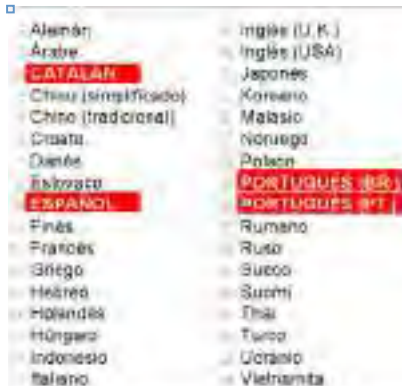 Alemán
Árabe
CATALÁN
Chino (simplificado)
Chino (tradicional)
Croata
Danés
Eslovaco
ESPAÑOL
Finés
Francés
Griego
Hebreo
Holandés
Húngaro
Indonesio
Italiano
Inglés (U.K.)
Inglés (USA)
Japonés
Koreano
Malasio
Noruego
Polaco
PORTUGUÉS (BR.)
PORTUGUÉS (PT.)
Rumano
Ruso
Sueco
Suomi
Thai
Turco
Ucranio
Vietnamita